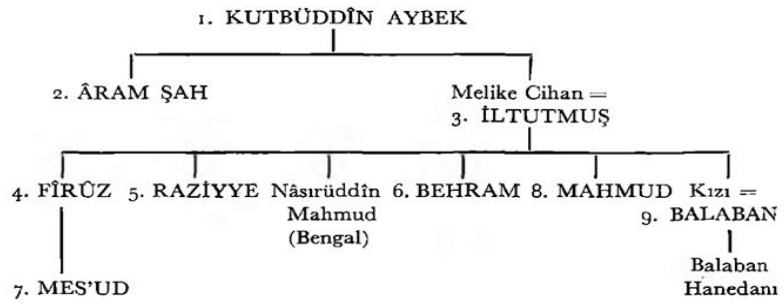 1. KUTBÜDDÎN AYBEK
2. ÂRAM ŞAH
Melike Cihan =
3. İLTUTMUŞ
4. FÎRÛZ 5. RAZİYYE Nâsırüddîn 6. BEHRAM 8. MAHMUD Kızı =
Mahmud 9. BALABAN
(Bengal)
Balaban
7. MES'UD Hanedanı